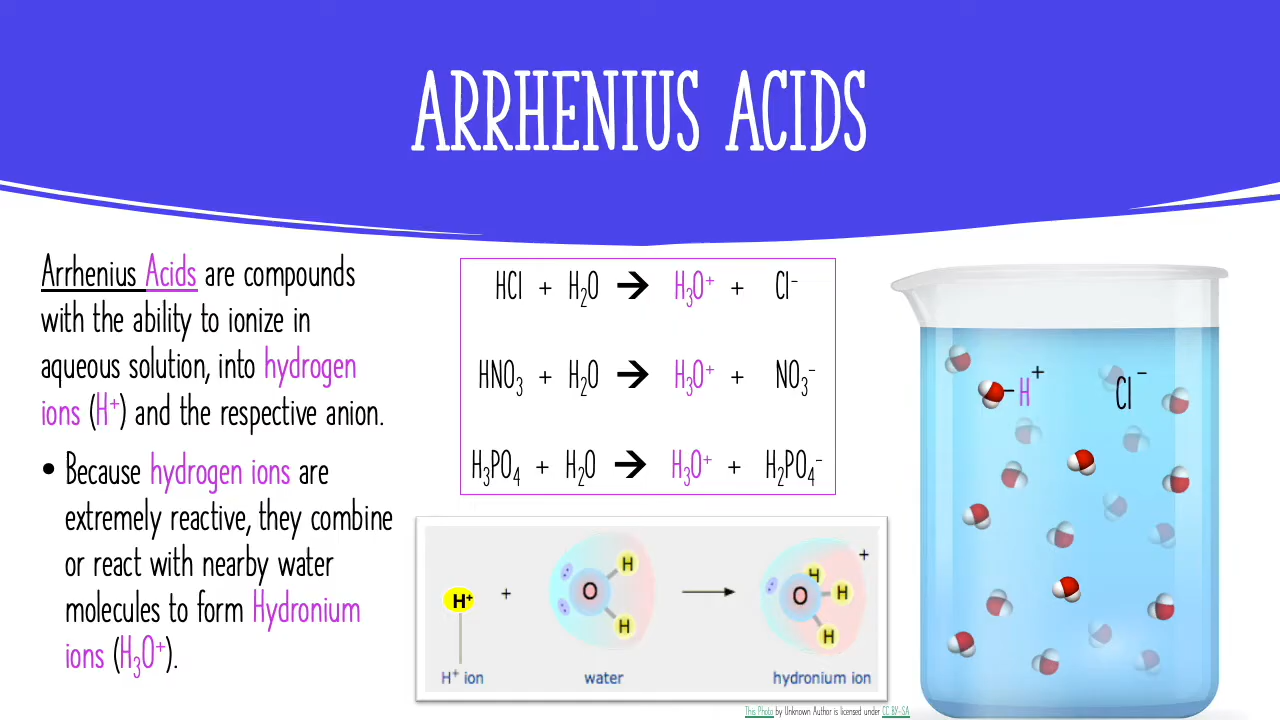 ARRHENIUS ACIDS
Arrhenius Acids are compounds
with the ability to ionize in
aqueous solution, into hydrogen
ions (H⁺) and the respective anion.
• Because hydrogen ions are
extremely reactive, they combine
or react with nearby water
molecules to form Hydronium
ions (H₃O⁺).
HCl + H₂O → H₃O⁺ + Cl⁻
HNO₃ + H₂O → H₃O⁺ + NO₃⁻
H₃PO₄ + H₂O → H₃O⁺ + H₂PO₄⁻
H⁺ + O H H → O H H H +
H⁺ ion water hydronium ion
–H⁺ Cl⁻
This Photo by Unknown Author is licensed under CC BY-SA